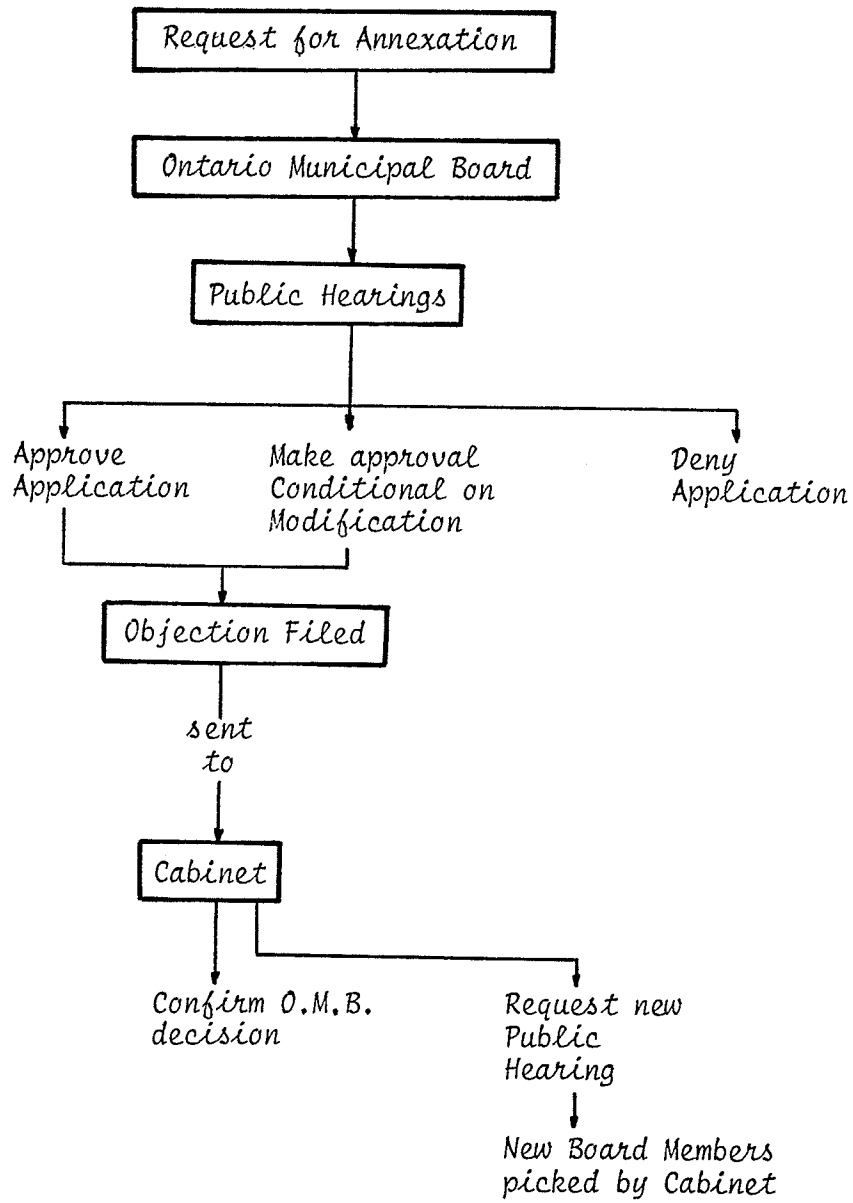 Request for Annexation
Ontario Municipal Board
Public Hearings
Approve
Application
Make approval
Conditional on
Modification
Deny
Application
Objection Filed
sent
to
Cabinet
Confirm O.M.B.
decision
Request new
Public
Hearing
New Board Members
picked by Cabinet